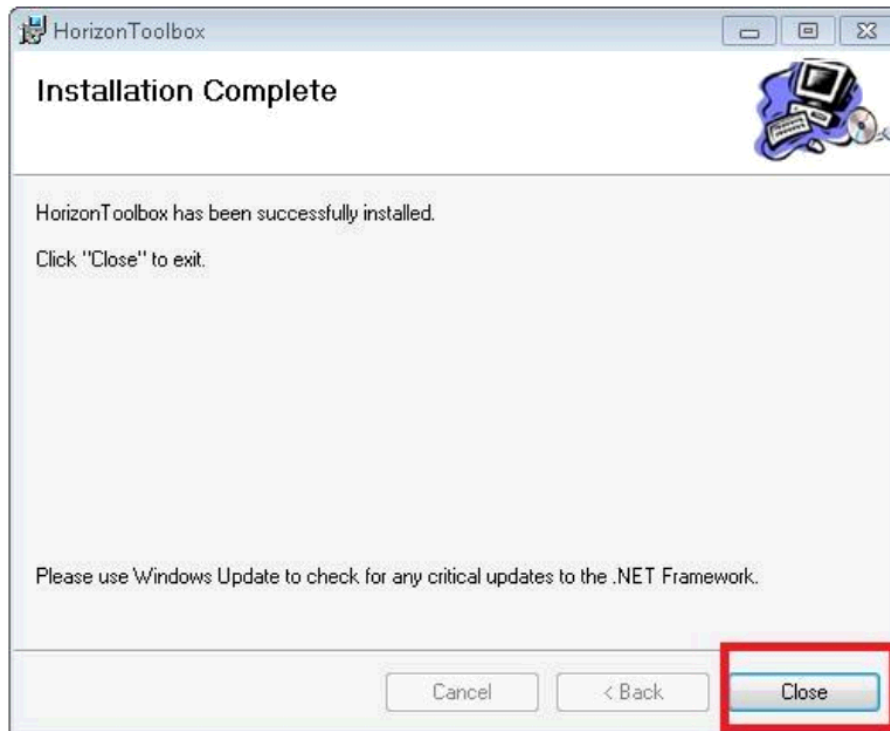 HorizonToolbox
Installation Complete
HorizonToolbox has been successfully installed.
Click "Close" to exit.
Please use Windows Update to check for any critical updates to the .NET Framework.
Cancel
< Back
Close